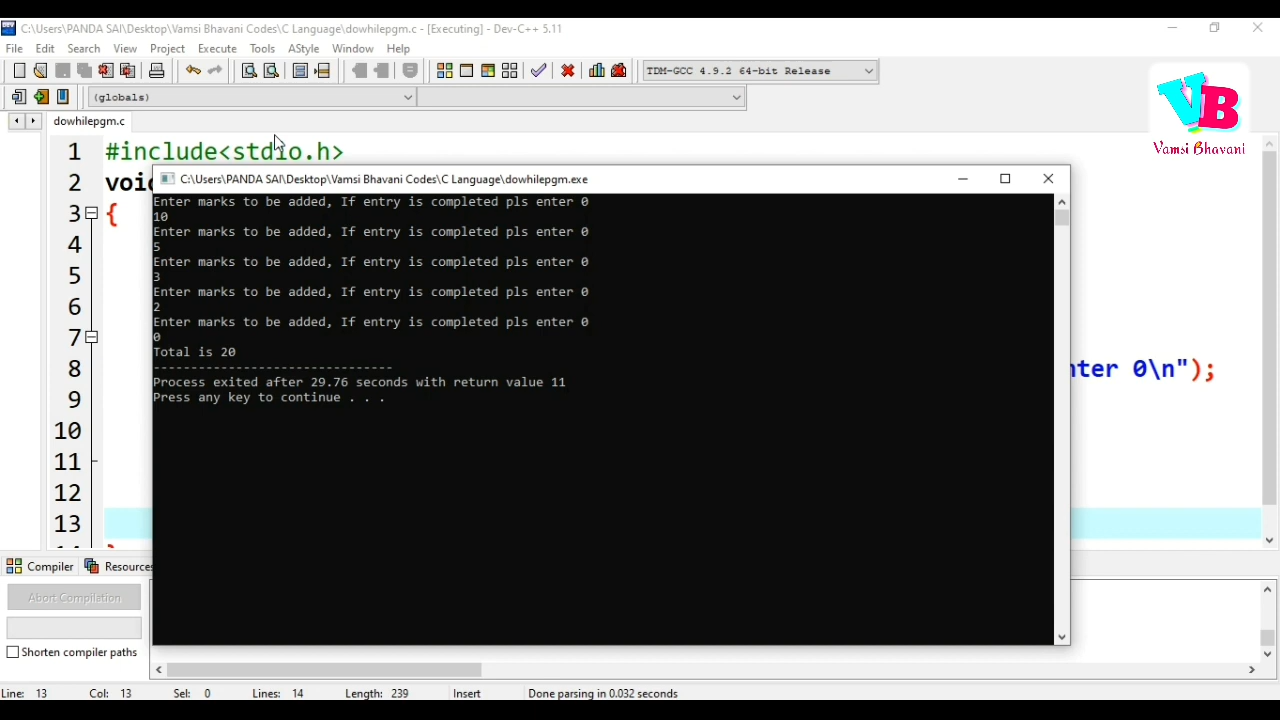 C:\Users\PANDA SAI\Desktop\Vamsi Bhavani Codes\C Language\dowhilepgm.c - [Executing] - Dev-C++ 5.11
File Edit Search View Project Execute Tools AStyle Window Help
TDM-GCC 4.9.2 64-bit Release
(globals)
VB
Vamsi Bhavani
dowhilepgm.c
1 #include<stdio.h>
2 voi
3 {
4
5
6
7
8 nter 0\n");
9
10
11
12
13
C:\Users\PANDA SAI\Desktop\Vamsi Bhavani Codes\C Language\dowhilepgm.exe
Enter marks to be added, If entry is completed pls enter 0
10
Enter marks to be added, If entry is completed pls enter 0
5
Enter marks to be added, If entry is completed pls enter 0
3
Enter marks to be added, If entry is completed pls enter 0
2
Enter marks to be added, If entry is completed pls enter 0
0
Total is 20
--------------------------------
Process exited after 29.76 seconds with return value 11
Press any key to continue . . .
Compiler Resources
Abort Compilation
Shorten compiler paths
Line: 13 Col: 13 Sel: 0 Lines: 14 Length: 239 Insert Done parsing in 0.032 seconds